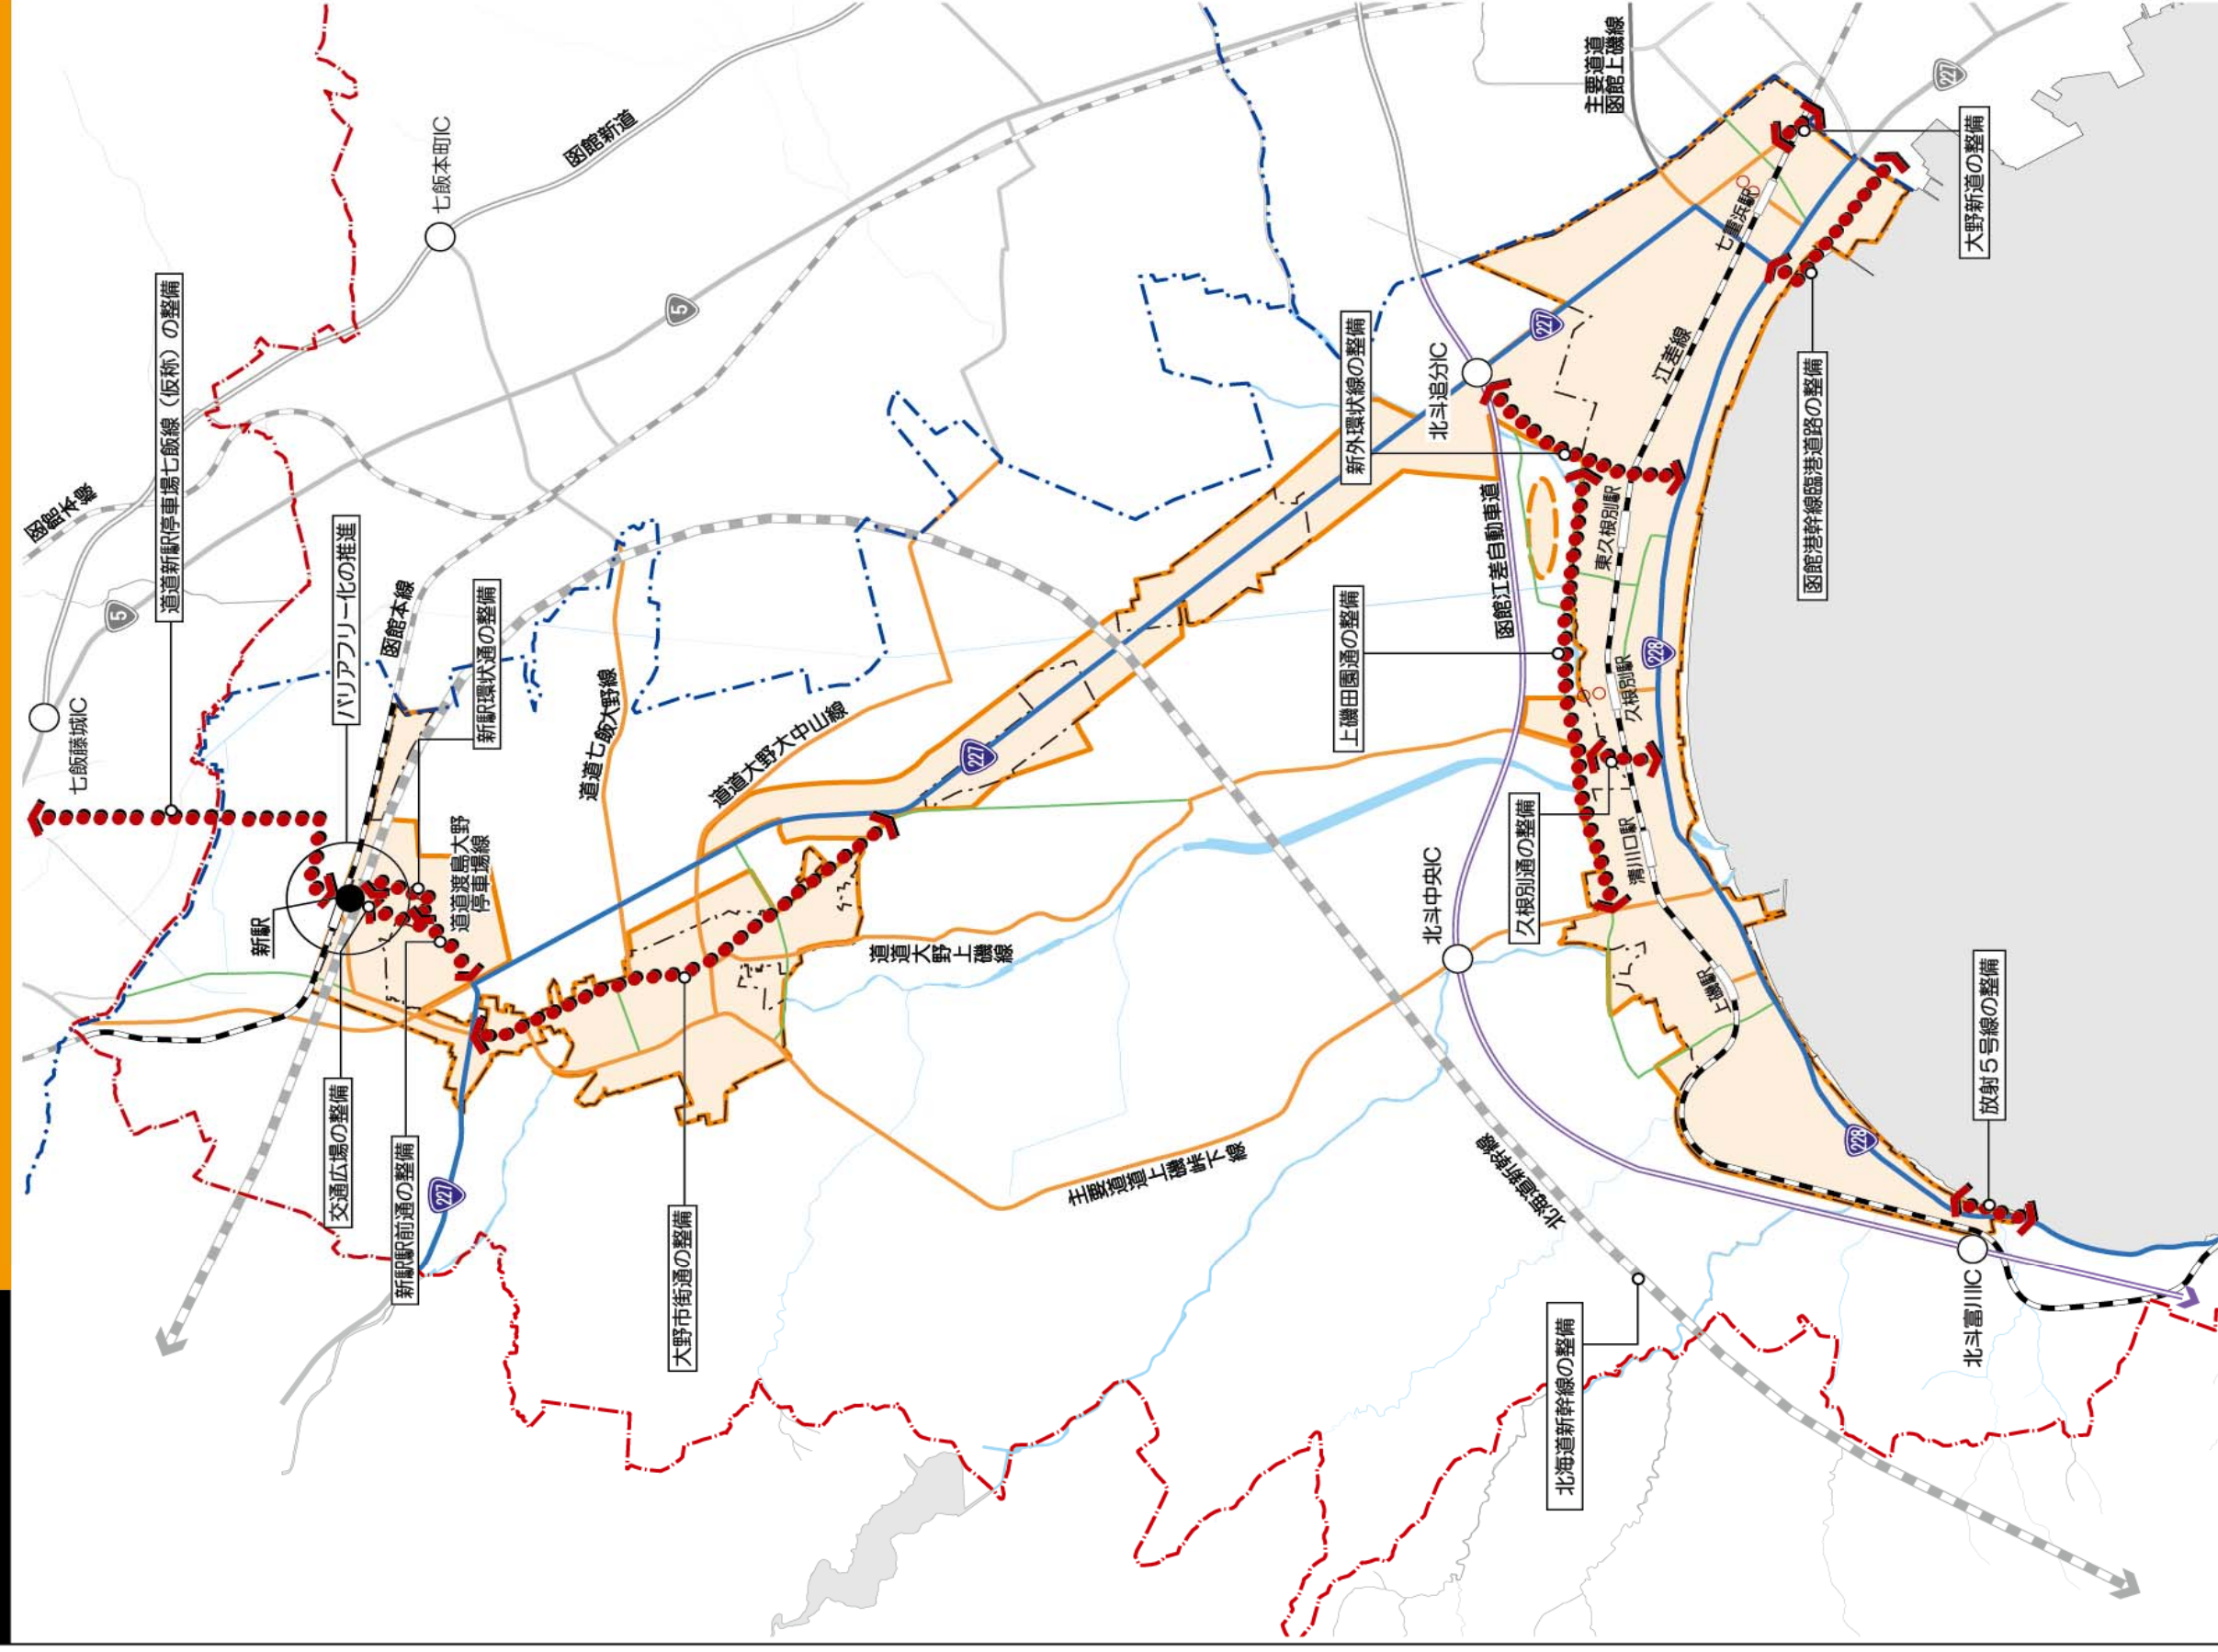 函館本線
道道新駅停車場七飯線（仮称）の整備
七飯本町IC
函館新道
主要道道
函館上磯線
227
大野新道の整備
5
5
七飯藤城IC
バリアフリー化の推進
函館本線
新駅環状通の整備
道道七飯大野線
道道大野大中山線
227
新外環状線の整備
北斗追分IC
227
七重浜駅
江差線
函館港幹線臨港道路の整備
函館江差自動車道
東久根別駅
上磯田園通の整備
久根別駅
228
新駅
道道渡島大野
停車場線
道道大野上磯線
北斗中央IC
久根別通の整備
清川口駅
上磯駅
交通広場の整備
新駅駅前通の整備
227
大野市街通の整備
主要道道上磯峠下線
北海道新幹線
228
放射５号線の整備
北斗富川IC
北海道新幹線の整備